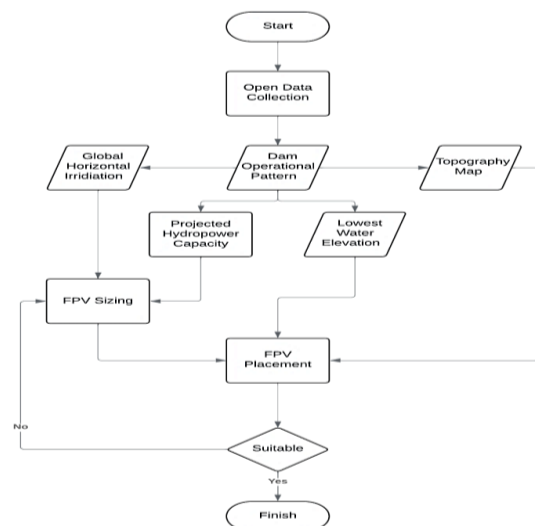 Start
Open Data
Collection
Global
Horizontal
Irridiation
Dam
Operational
Pattern
Topography
Map
Projected
Hydropower
Capacity
Lowest
Water
Elevation
FPV Sizing
FPV
Placement
No
Suitable
Yes
Finish